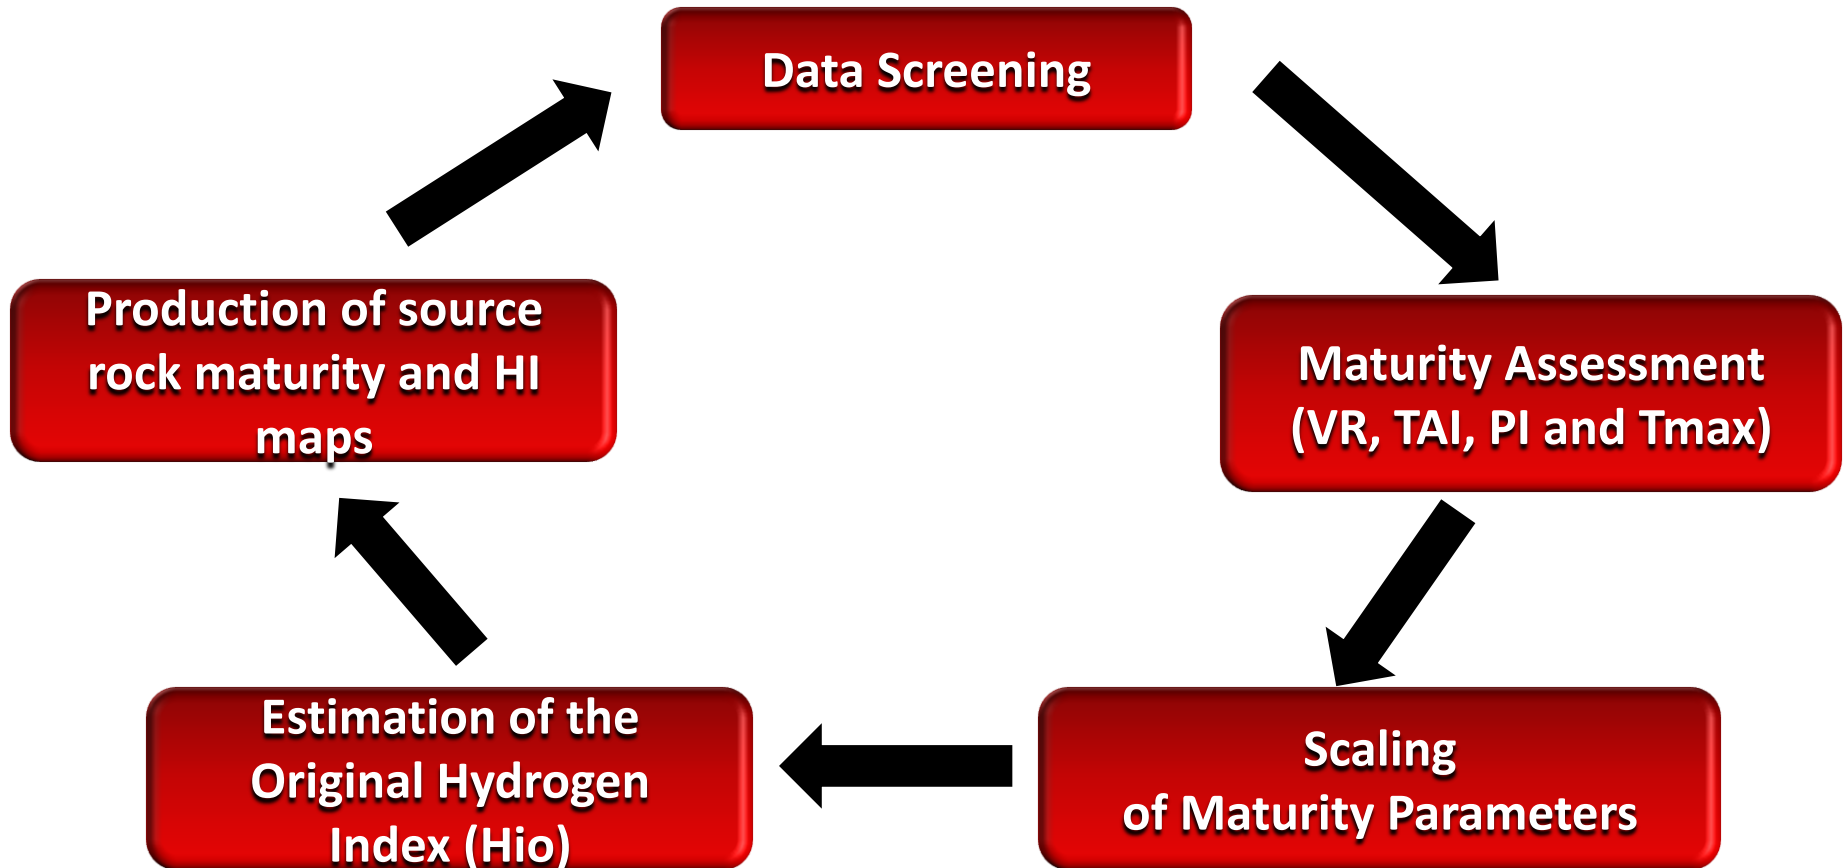 Data Screening
Production of source
rock maturity and HI
maps
Maturity Assessment
(VR, TAI, PI and Tmax)
Estimation of the
Original Hydrogen
Index (Hio)
Scaling
of Maturity Parameters